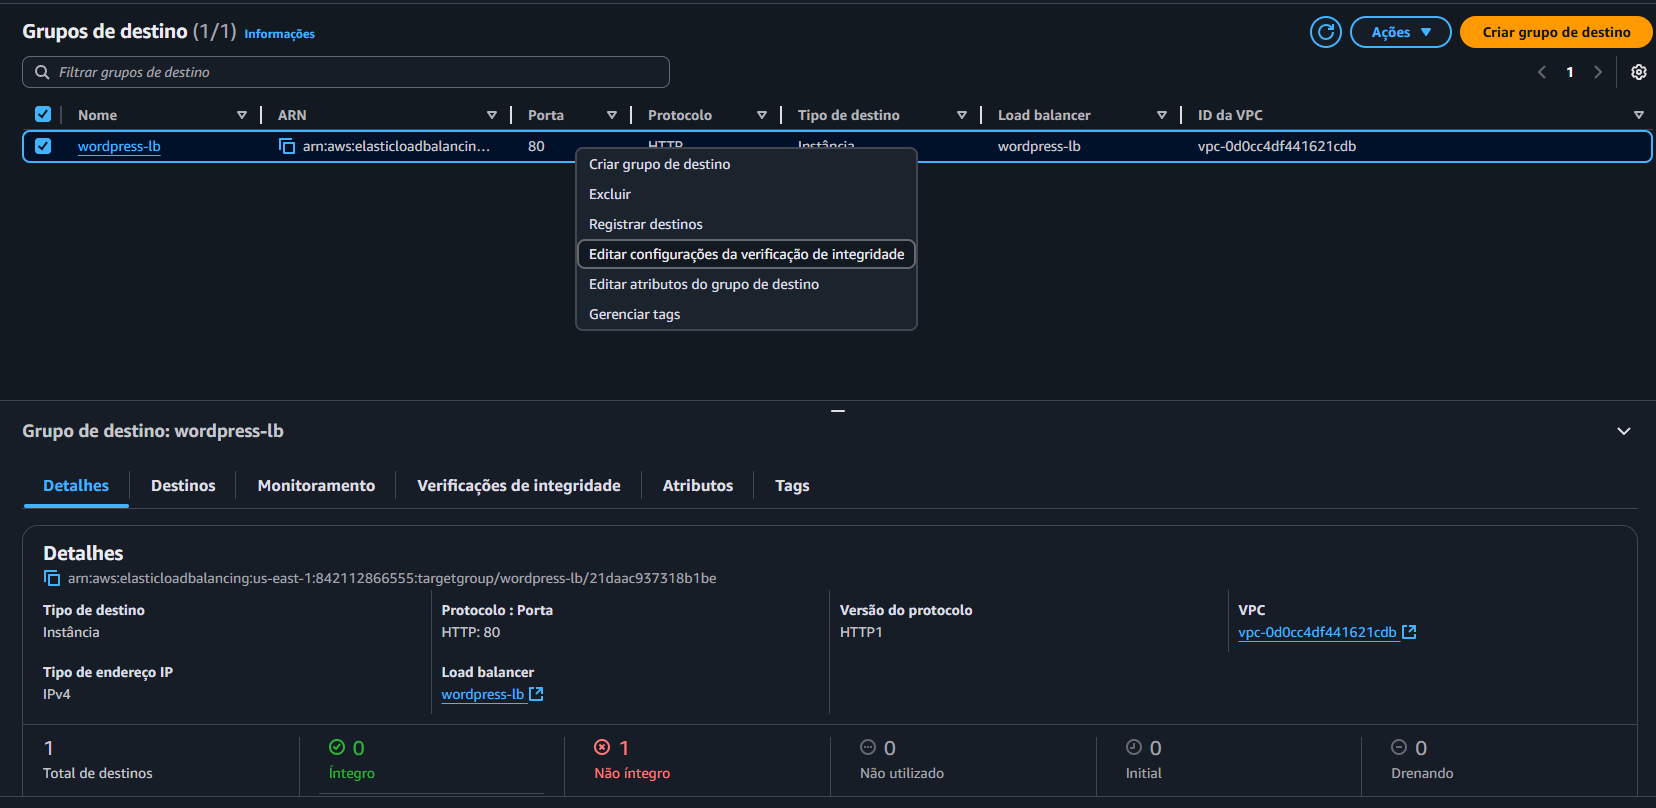 Grupos de destino (1/1) Informações
Ações
Criar grupo de destino
Filtrar grupos de destino
1
Nome ARN Porta Protocolo Tipo de destino Load balancer ID da VPC
wordpress-lb arn:aws:elasticloadbalancin... 80 HTTP Instância wordpress-lb vpc-0d0cc4df441621cdb
Criar grupo de destino
Excluir
Registrar destinos
Editar configurações da verificação de integridade
Editar atributos do grupo de destino
Gerenciar tags
Grupo de destino: wordpress-lb
Detalhes Destinos Monitoramento Verificações de integridade Atributos Tags
Detalhes
arn:aws:elasticloadbalancing:us-east-1:842112866555:targetgroup/wordpress-lb/21daac937318b1be
Tipo de destino
Instância
Protocolo : Porta
HTTP: 80
Versão do protocolo
HTTP1
VPC
vpc-0d0cc4df441621cdb
Tipo de endereço IP
IPv4
Load balancer
wordpress-lb
1
Total de destinos
0
Íntegro
1
Não íntegro
0
Não utilizado
0
Initial
0
Drenando